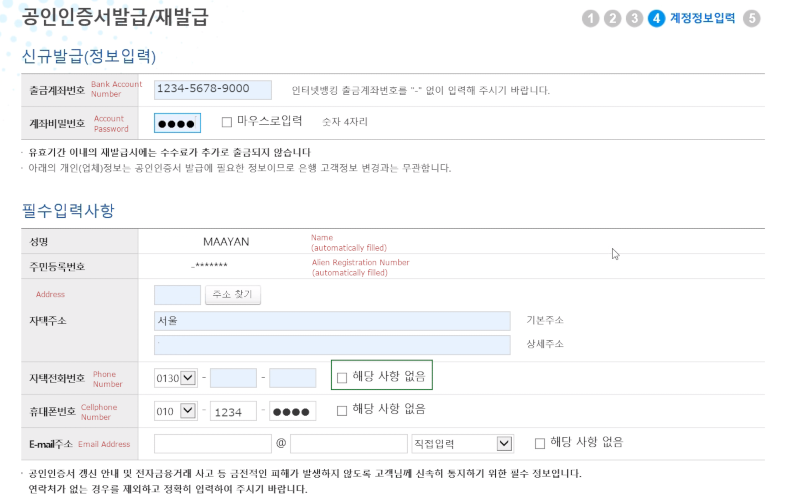 공인인증서발급/재발급
1 2 3 4 계정정보입력 5
신규발급(정보입력)
출금계좌번호 Bank Account Number 1234-5678-9000 인터넷뱅킹 출금계좌번호를 "-" 없이 입력해 주시기 바랍니다.
계좌비밀번호 Account Password ●●●● 마우스로입력 숫자 4자리
· 유효기간 이내의 재발급시에는 수수료가 추가로 출금되지 않습니다
· 아래의 개인(업체)정보는 공인인증서 발급에 필요한 정보이므로 은행 고객정보 변경과는 무관합니다.
필수입력사항
성명 MAAYAN Name (automatically filled)
주민등록번호 -******* Alien Registration Number (automatically filled)
Address 주소 찾기
자택주소 서울 기본주소
상세주소
자택전화번호 Phone Number 0130 - - 해당 사항 없음
휴대폰번호 Cellphone Number 010 - 1234 - ●●●● 해당 사항 없음
E-mail주소 Email Address @ 직접입력 해당 사항 없음
· 공인인증서 갱신 안내 및 전자금융거래 사고 등 금전적인 피해가 발생하지 않도록 고객님께 신속히 통지하기 위한 필수 정보입니다.
연락처가 없는 경우를 제외하고 정확히 입력하여 주시기 바랍니다.